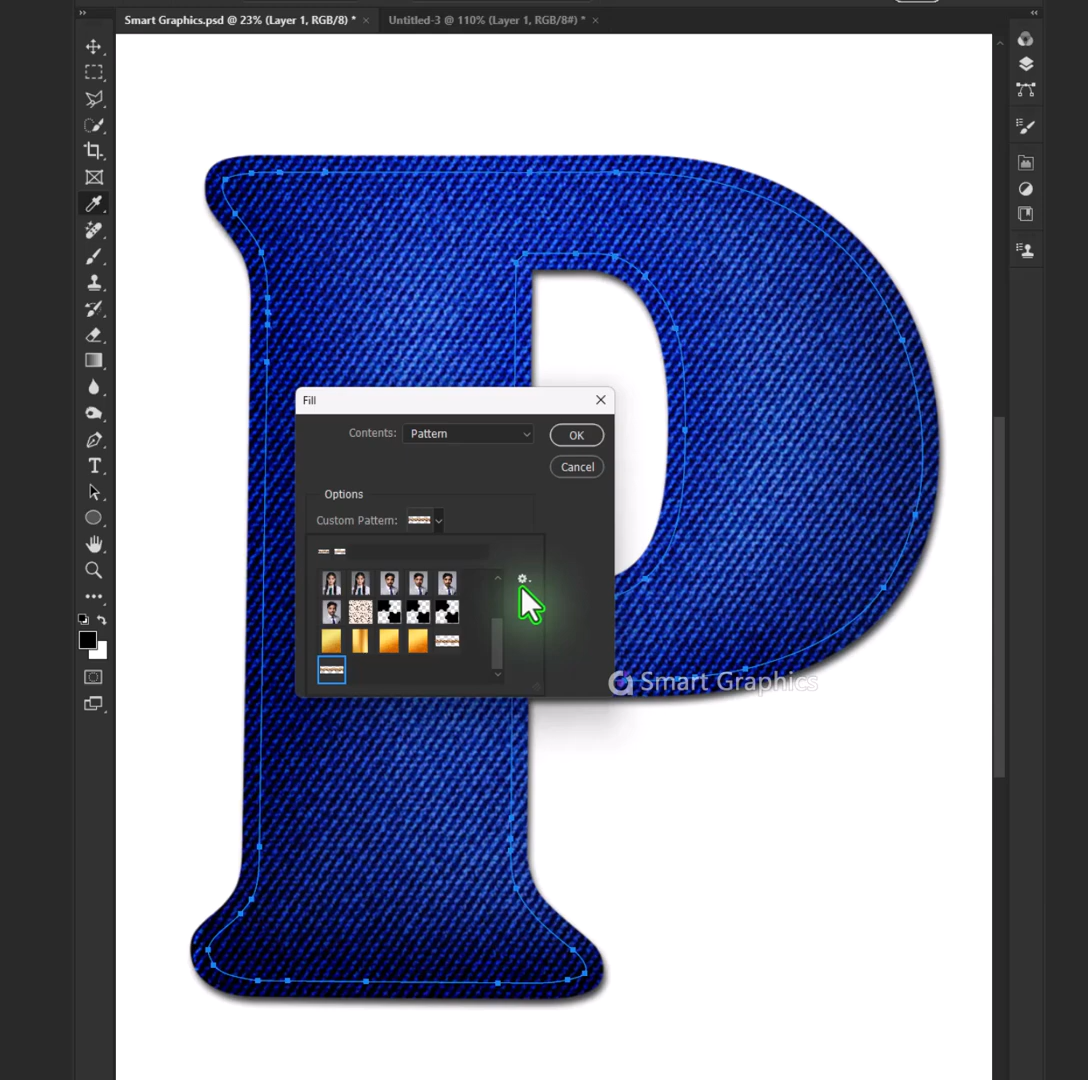 Smart Graphics.psd @ 23% (Layer 1, RGB/8) * ×
Untitled-3 @ 110% (Layer 1, RGB/8#) * ×
Fill
Contents: Pattern
OK
Cancel
Options
Custom Pattern:
Smart Graphics
P